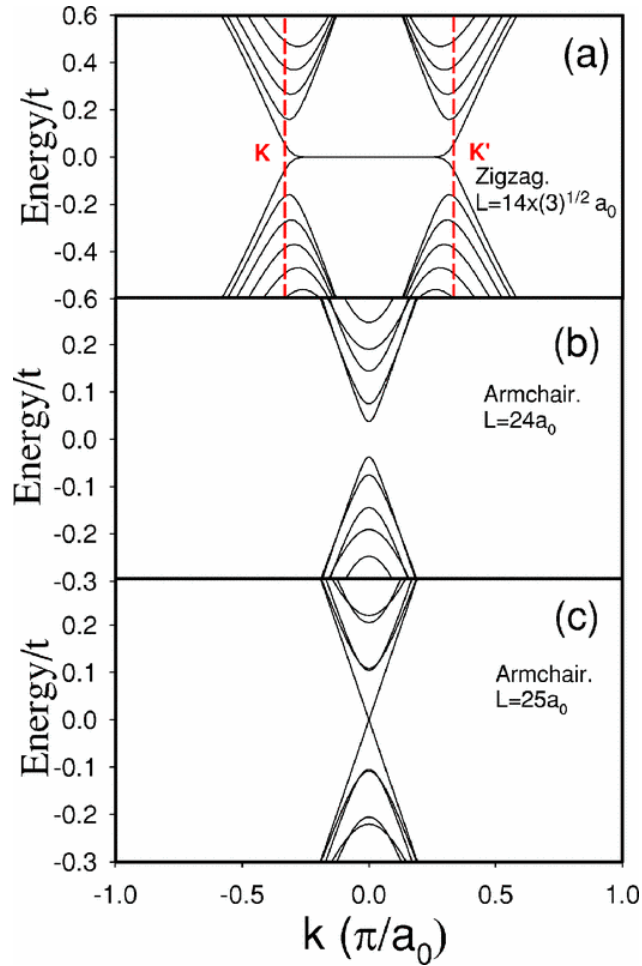 0.6
(a)
0.4
Energy/t
0.2
0.0
K
K'
Zigzag.
L=14x(3)1/2 a0
-0.2
-0.4
-0.6
(b)
0.2
Energy/t
0.1
Armchair.
L=24a0
0.0
-0.1
-0.2
-0.3
(c)
0.2
Energy/t
0.1
Armchair.
L=25a0
0.0
-0.1
-0.2
-0.3
-1.0 -0.5 0.0 0.5 1.0
k (π/a0)